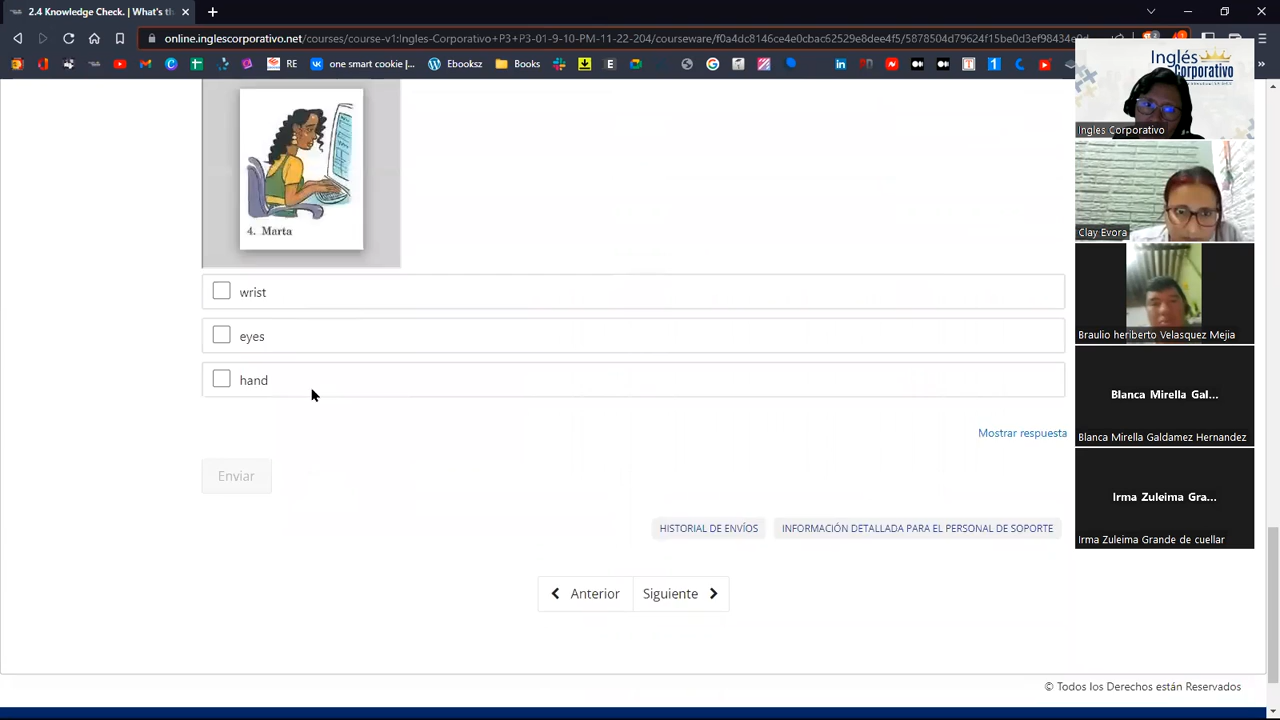 2.4 Knowledge Check. | What's th
online.inglescorporativo.net/courses/course-v1:Ingles-Corporativo+P3+P3-01-9-10-PM-11-22-204/courseware/f0a4dc8146ce4e0cbac62529e8dee4f5/5878504d79624f15be0d3ef98434e0d
RE
one smart cookie |...
Ebooks:
Books
Inglés
Corporativo
Ingles Corporativo
4. Marta
Clay Evora
wrist
eyes
hand
Braulio heriberto Velasquez Mejia
Blanca Mirella Gal...
Blanca Mirella Galdamez Hernandez
Mostrar respuesta
Enviar
Irma Zuleima Gra...
Irma Zuleima Grande de cuellar
HISTORIAL DE ENVÍOS
INFORMACIÓN DETALLADA PARA EL PERSONAL DE SOPORTE
Anterior
Siguiente
© Todos los Derechos están Reservados